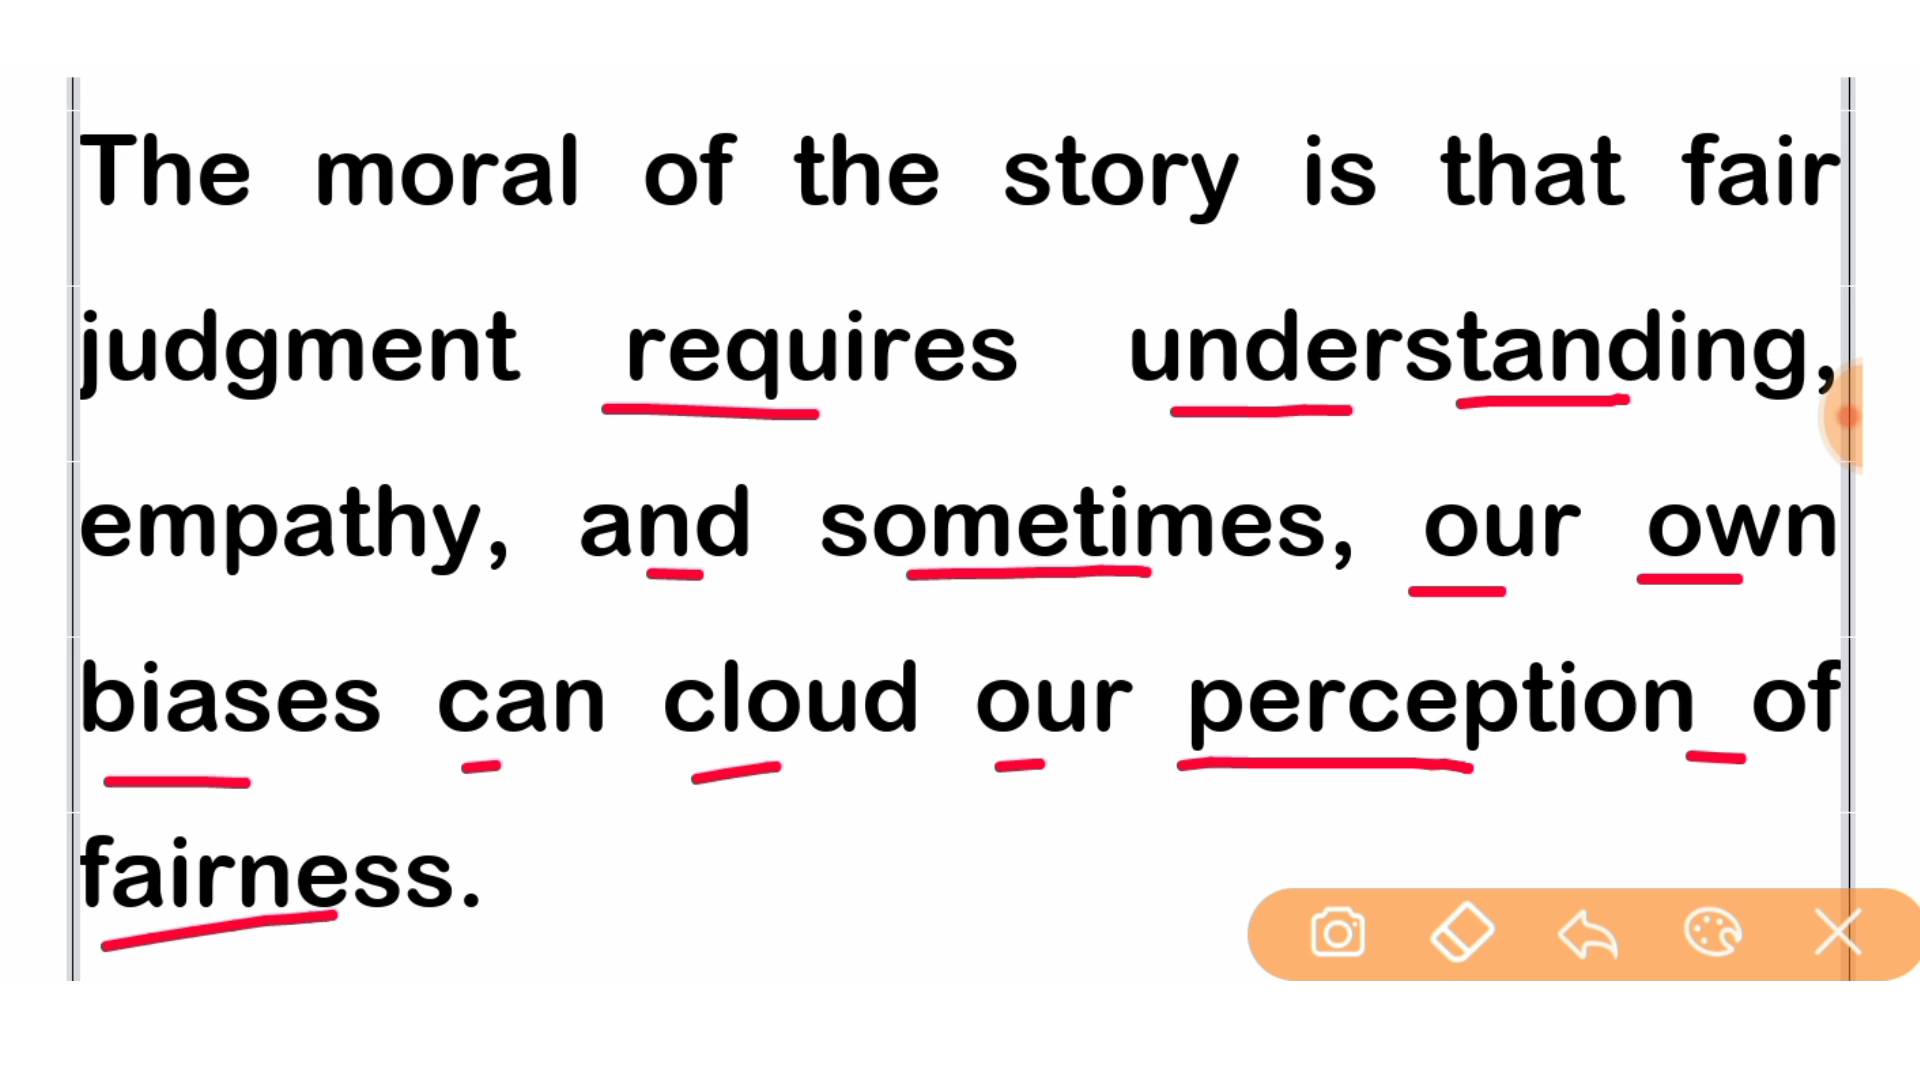 The moral of the story is that fair
judgment requires understanding,
empathy, and sometimes, our own
biases can cloud our perception of
fairness.